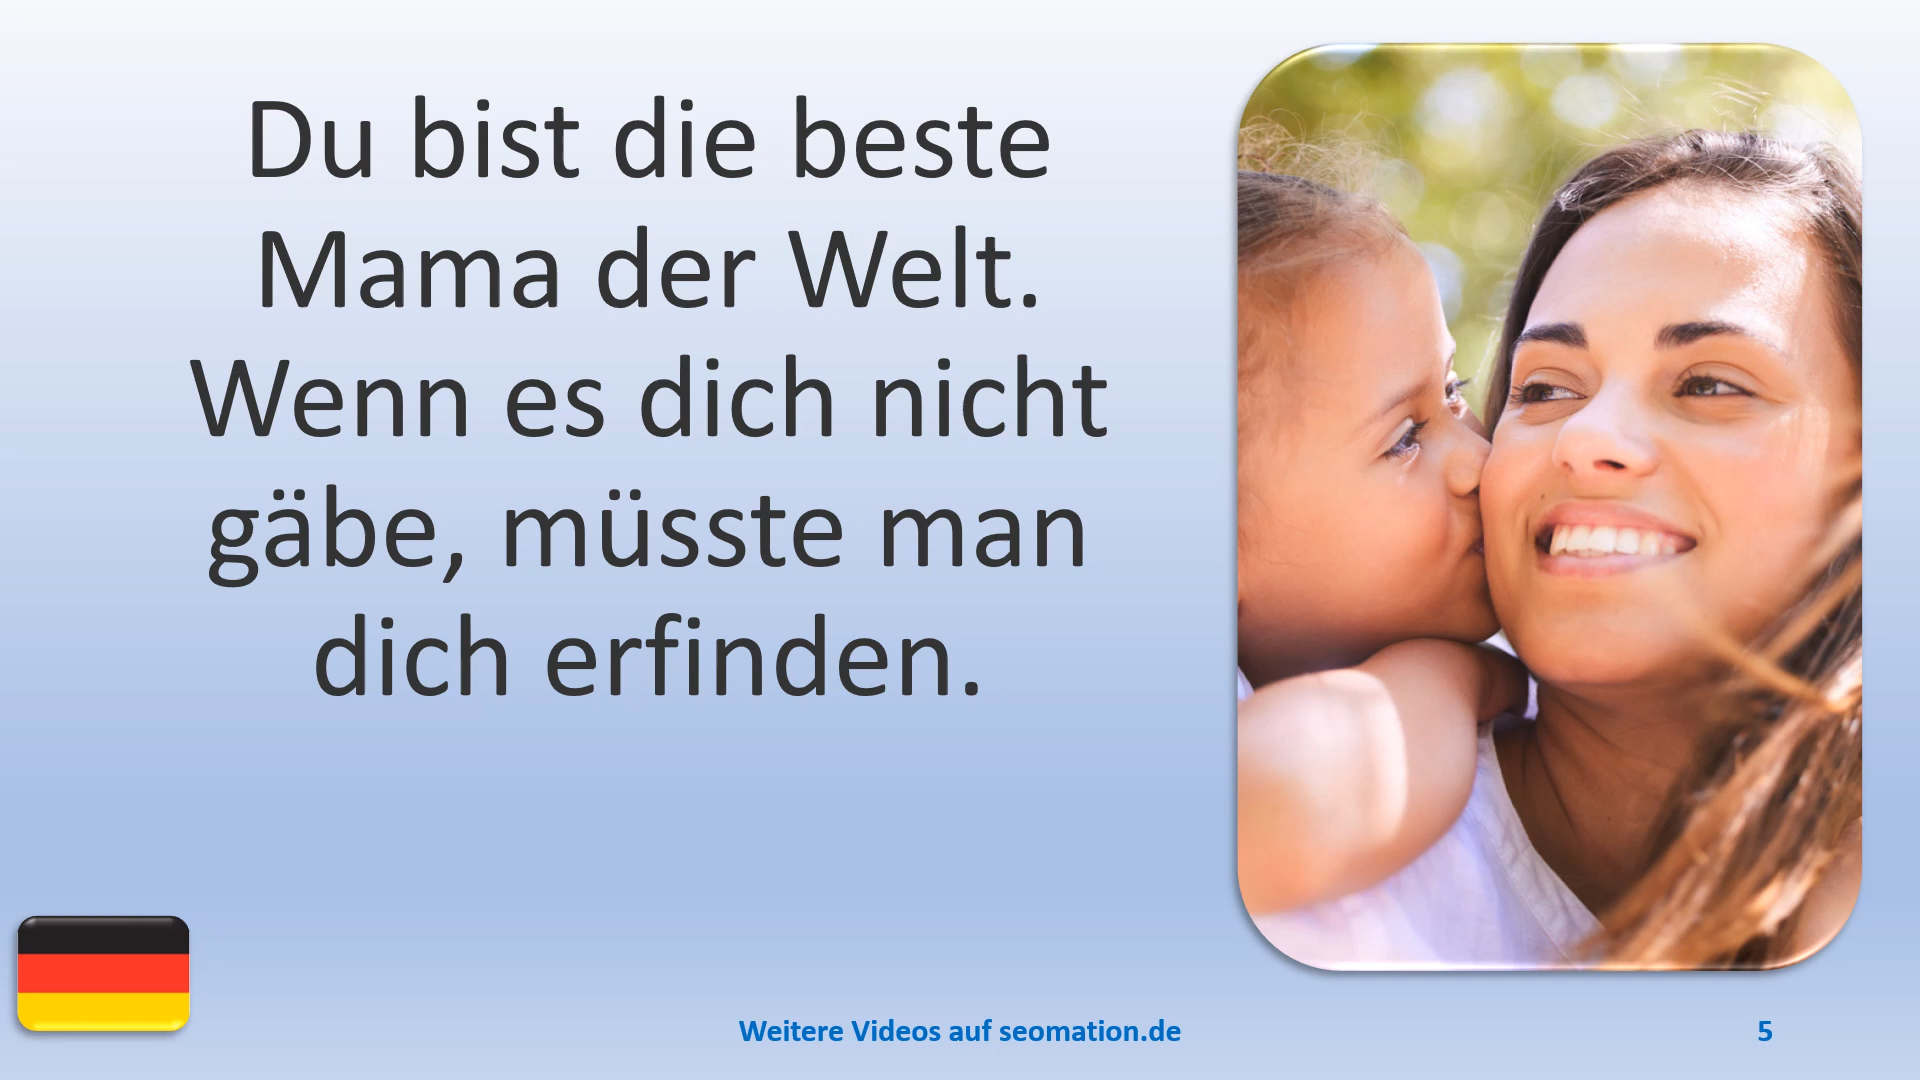 Du bist die beste
Mama der Welt.
Wenn es dich nicht
gäbe, müsste man
dich erfinden.
Weitere Videos auf seomation.de
5